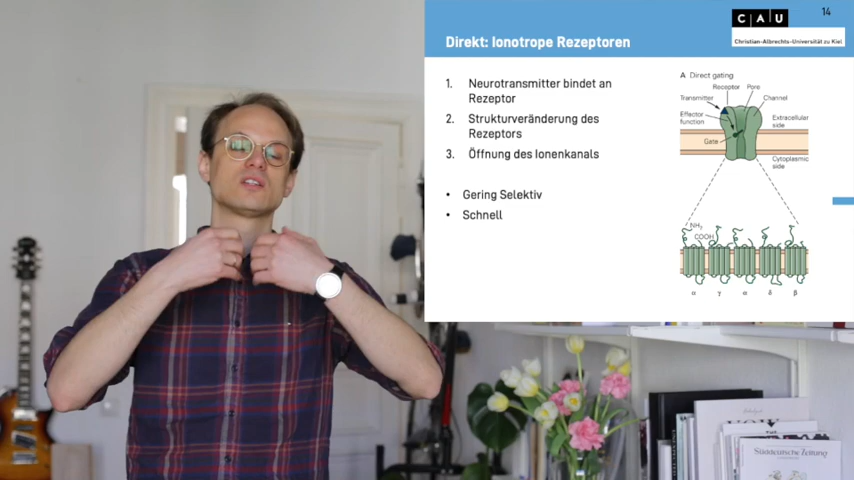 14
C A U
Christian-Albrechts-Universität zu Kiel
Direkt: Ionotrope Rezeptoren
1. Neurotransmitter bindet an
Rezeptor
2. Strukturveränderung des
Rezeptors
3. Öffnung des Ionenkanals
• Gering Selektiv
• Schnell
A Direct gating
Receptor Pore
Transmitter Channel
Effector
function
Extracellular
side
Gate
Cytoplasmic
side
NH₂
COOH
α γ α δ β
Süddeutsche Zeitung